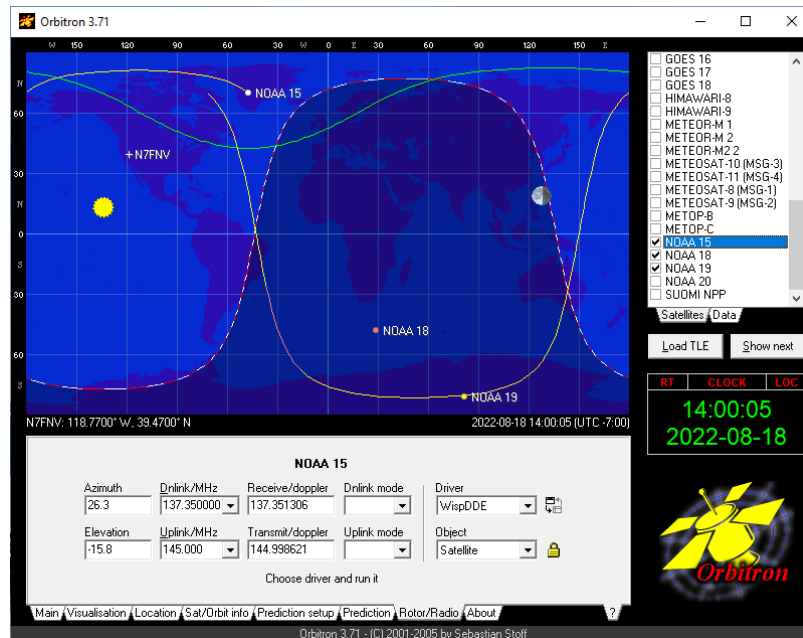 Orbitron 3.71
W 150 120 90 60 30 W 0 E 30 60 90 120 150 E
N
60
30
N
0
S
30
60
S
NOAA 15
+N7FNV
NOAA 18
NOAA 19
N7FNV: 118.7700° W, 39.4700° N
2022-08-18 14:00:05 (UTC -7:00)
GOES 16
GOES 17
GOES 18
HIMAWARI-8
HIMAWARI-9
METEOR-M 1
METEOR-M 2
METEOR-M2 2
METEOSAT-10 (MSG-3)
METEOSAT-11 (MSG-4)
METEOSAT-8 (MSG-1)
METEOSAT-9 (MSG-2)
METOP-B
METOP-C
NOAA 15
NOAA 18
NOAA 19
NOAA 20
SUOMI NPP
Satellites Data
Load TLE Show next
RT CLOCK LOC
14:00:05
2022-08-18
Orbitron
NOAA 15
Azimuth Dnlink/MHz Receive/doppler Dnlink mode Driver
26.3 137.350000 137.351306 WispDDE
Elevation Uplink/MHz Transmit/doppler Uplink mode Object
-15.8 145.000 144.998621 Satellite
Choose driver and run it
Main Visualisation Location Sat/Orbit info Prediction setup Prediction Rotor/Radio About ?
Orbitron 3.71 - (C) 2001-2005 by Sebastian Stoff